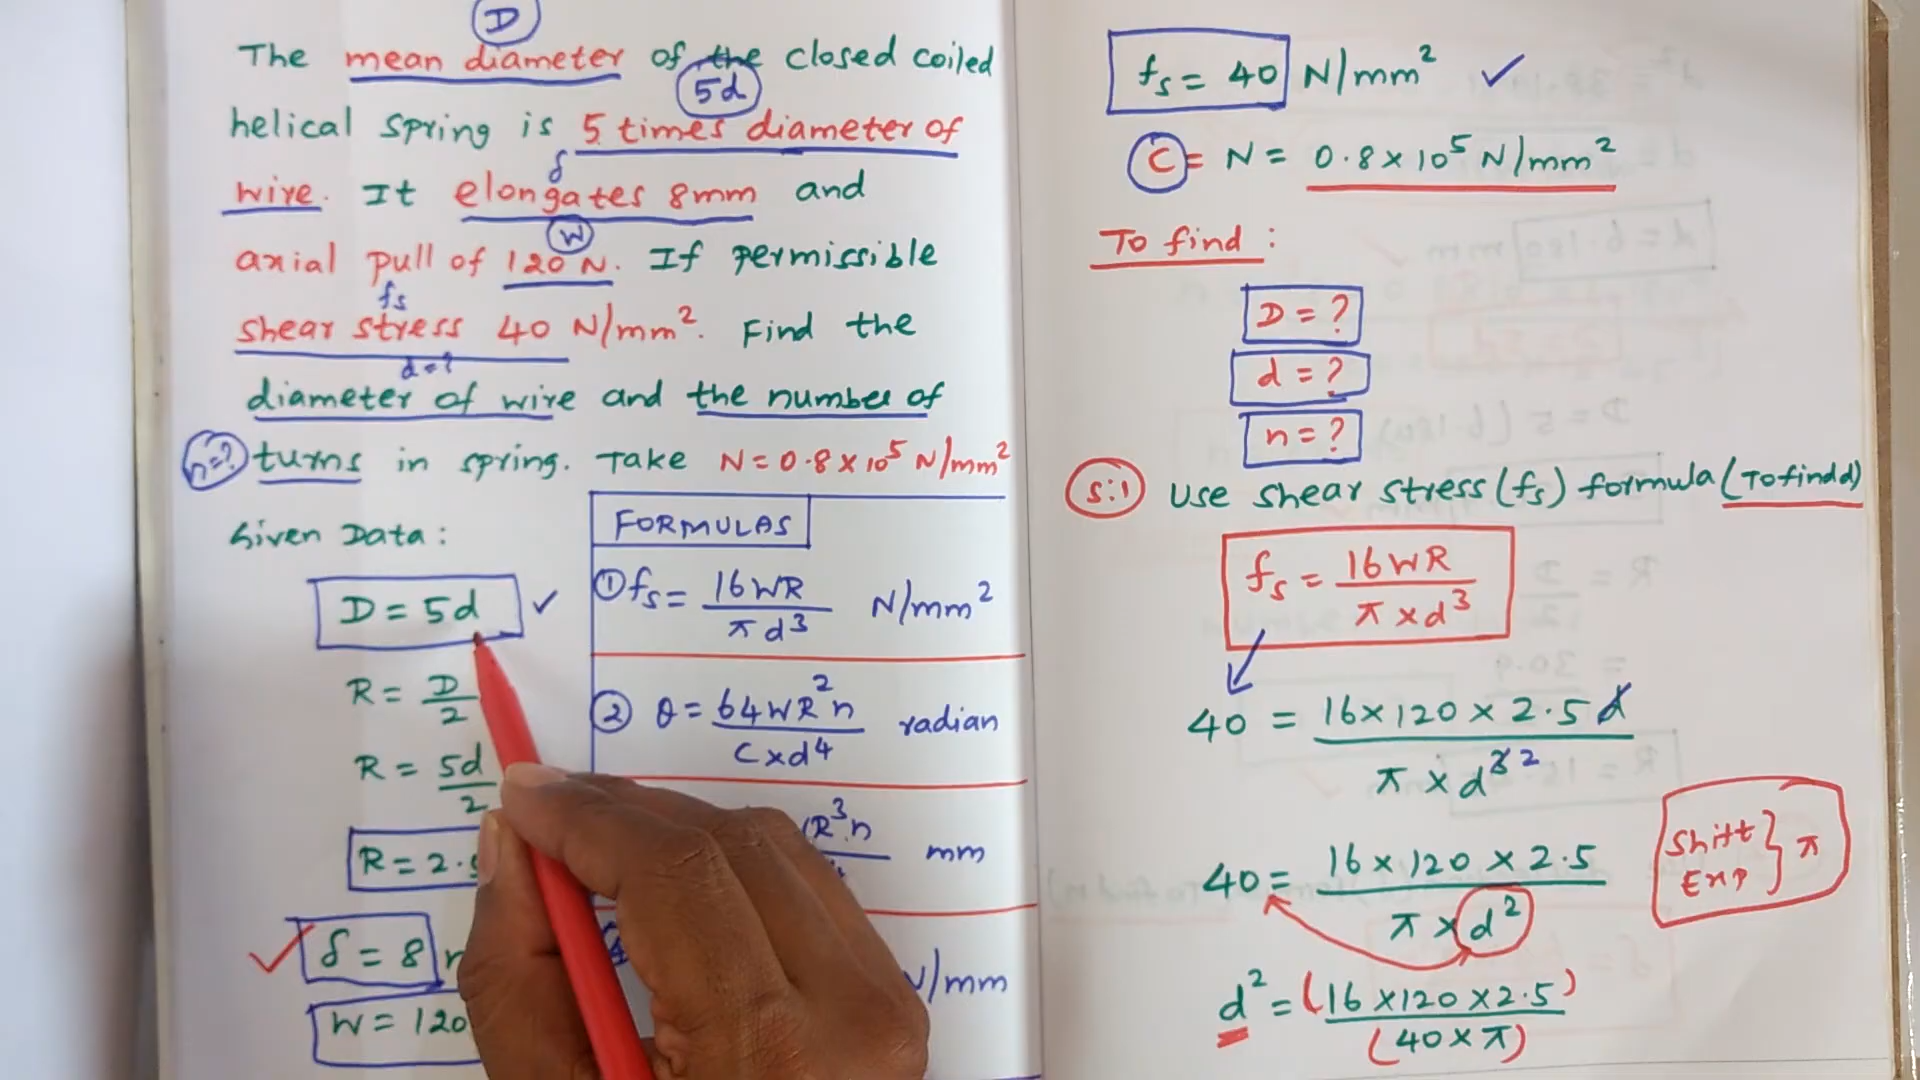 D
The mean diameter of the closed coiled
5d
helical spring is 5 times diameter of
δ
wire. It elongates 8mm and
W
axial pull of 120 N. If permissible
fs
shear stress 40 N/mm². Find the
d=?
diameter of wire and the number of
n=? turns in spring. Take N = 0.8 × 10⁵ N/mm²
Given Data:
D = 5d ✓
R = D/2
R = 5d/2
R = 2.
✓ δ = 8
W = 120
FORMULAS
① fs = 16WR / πd³ N/mm²
② θ = 64WR²n / C×d⁴ radian
R³n mm
/mm
fs = 40 N/mm² ✓
C = N = 0.8 × 10⁵ N/mm²
To find :
D = ?
d = ?
n = ?
S:1 Use shear stress (fs) formula (To find d)
fs = 16WR / π × d³
40 = 16 × 120 × 2.5 d / π × d³ 2
40 = 16 × 120 × 2.5 / π × d²
Shift
Exp } π
d² = (16 × 120 × 2.5) / (40 × π)